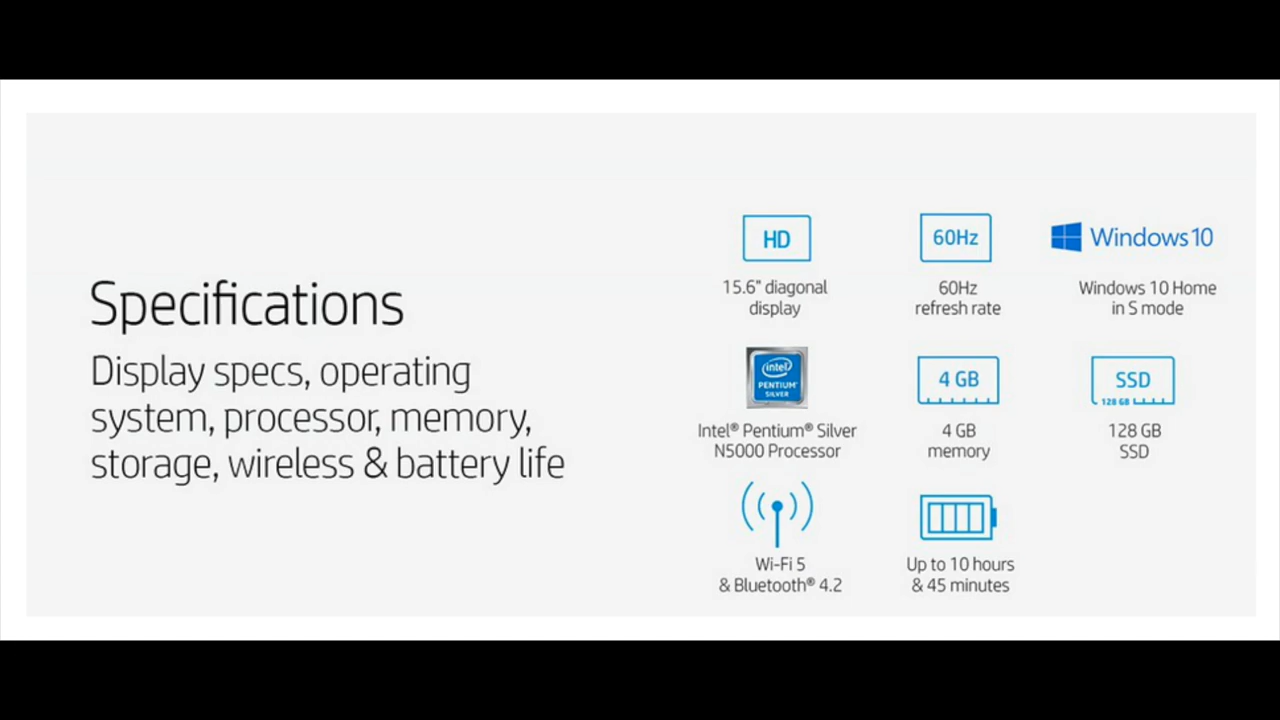 Specifications
Display specs, operating
system, processor, memory,
storage, wireless & battery life
HD
15.6" diagonal
display
60Hz
60Hz
refresh rate
Windows 10
Windows 10 Home
in S mode
intel
PENTIUM®
SILVER
Intel® Pentium® Silver
N5000 Processor
4 GB
4 GB
memory
SSD
128 GB
128 GB
SSD
Wi-Fi 5
& Bluetooth® 4.2
Up to 10 hours
& 45 minutes